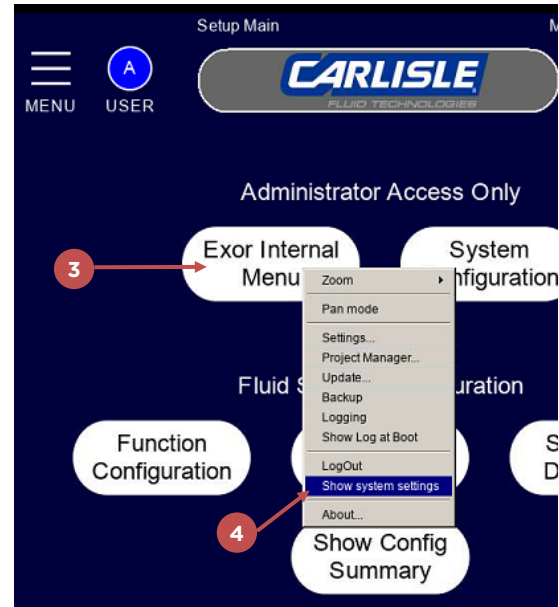 Setup Main
M
MENU
A
USER
CARLISLE
FLUID TECHNOLOGIES
Administrator Access Only
3
Exor Internal
Menu
System
nfiguration
Zoom
Pan mode
Settings...
Project Manager...
Update...
Backup
Logging
Show Log at Boot
LogOut
Show system settings
About...
Fluid S
uration
Function
Configuration
S
D
4
Show Config
Summary